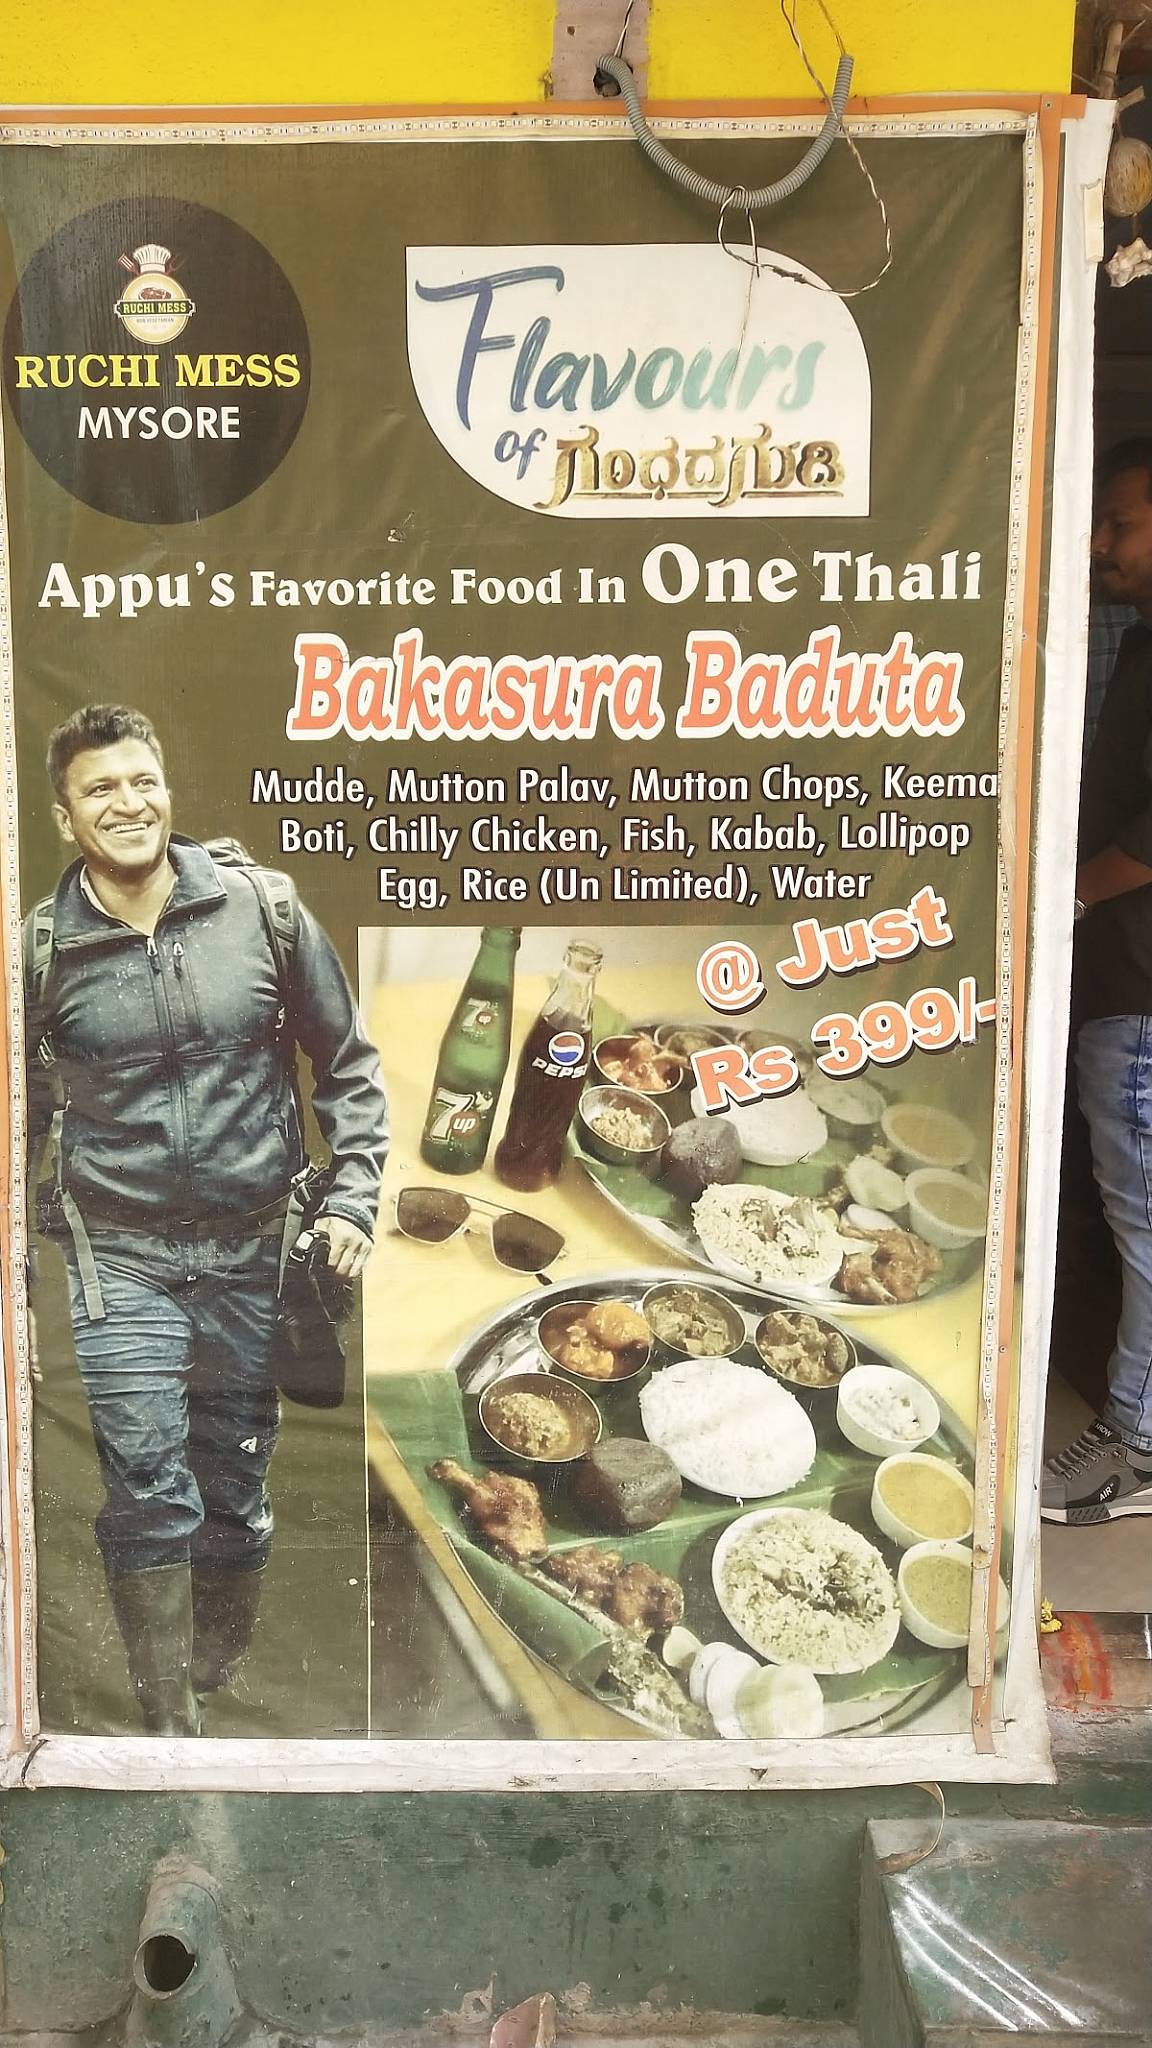 RUCHI MESS
RUCHI MESS
MYSORE
Flavours
of ಗಂಧದಗುಡಿ
Appu's Favorite Food In One Thali
Bakasura Baduta
Mudde, Mutton Palav, Mutton Chops, Keema
Boti, Chilly Chicken, Fish, Kabab, Lollipop
Egg, Rice (Un Limited), Water
@ Just
Rs 399/-
7up
PEPSI
7up
AIR